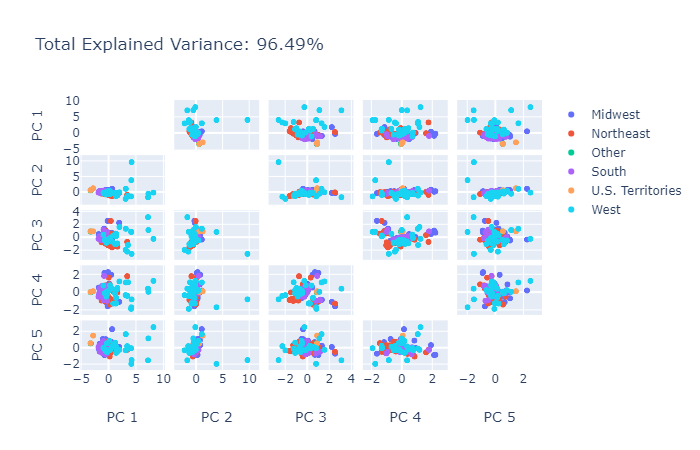 Total Explained Variance: 96.49%
PC 1
10
5
0
−5
PC 2
10
5
0
PC 3
4
2
0
−2
PC 4
2
0
−2
PC 5
2
0
−2
−5 0 5 10
0 5 10
−2 0 2 4
−2 0 2
−2 0 2
PC 1 PC 2 PC 3 PC 4 PC 5
Midwest
Northeast
Other
South
U.S. Territories
West